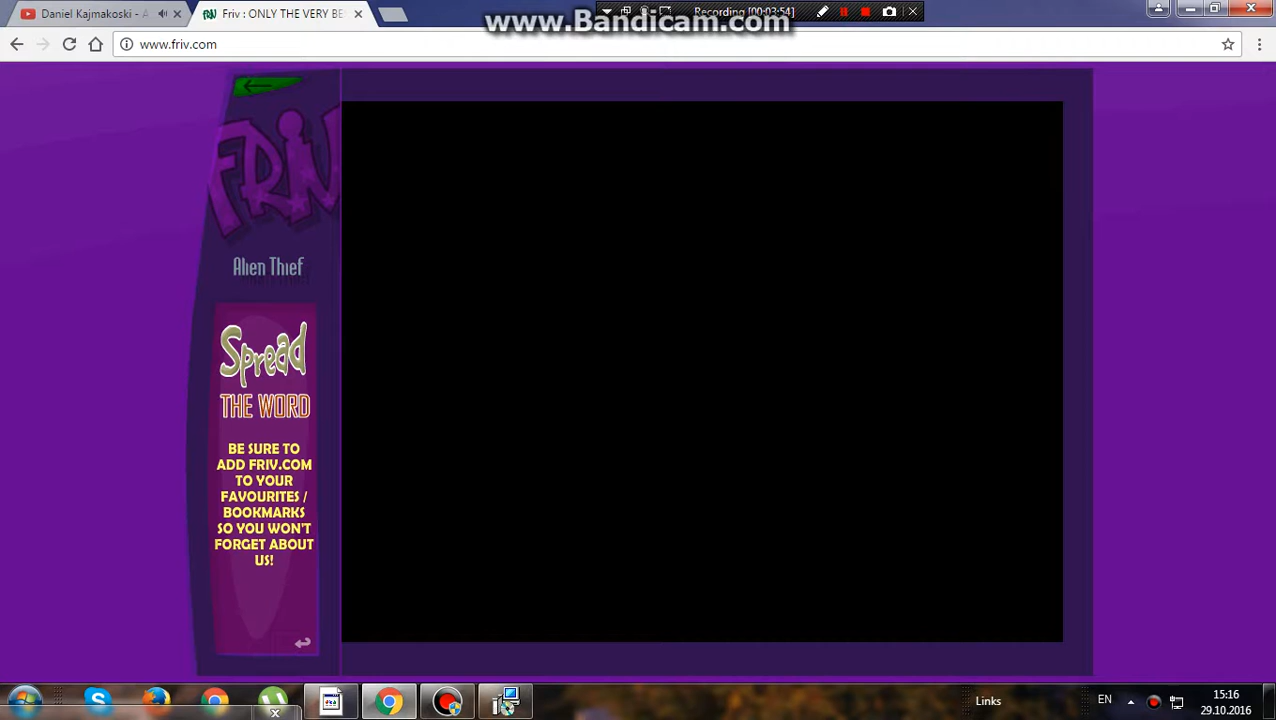 Daniel Kajmakoski - A
Friv : ONLY THE VERY BE
www.Bandicam.com
Recording [00:03:54]
www.friv.com
FRIV
Alien Thief
Spread
THE WORD
BE SURE TO
ADD FRIV.COM
TO YOUR
FAVOURITES /
BOOKMARKS
SO YOU WON'T
FORGET ABOUT
US!
Links
EN
15:16
29.10.2016